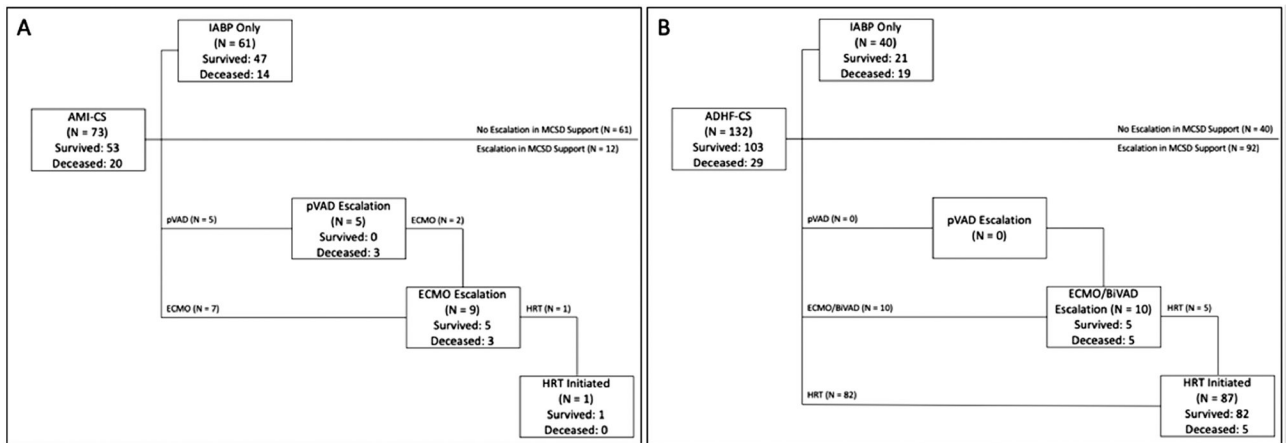 A
IABP Only
(N = 61)
Survived: 47
Deceased: 14
AMI-CS
(N = 73)
Survived: 53
Deceased: 20
No Escalation in MCSD Support (N = 61)
Escalation in MCSD Support (N = 12)
pVAD (N = 5)
pVAD Escalation
(N = 5)
Survived: 0
Deceased: 3
ECMO (N = 2)
ECMO (N = 7)
ECMO Escalation
(N = 9)
Survived: 5
Deceased: 3
HRT (N = 1)
HRT Initiated
(N = 1)
Survived: 1
Deceased: 0
B
IABP Only
(N = 40)
Survived: 21
Deceased: 19
ADHF-CS
(N = 132)
Survived: 103
Deceased: 29
No Escalation in MCSD Support (N = 40)
Escalation in MCSD Support (N = 92)
pVAD (N = 0)
pVAD Escalation
(N = 0)
ECMO/BiVAD (N = 10)
ECMO/BiVAD
Escalation (N = 10)
Survived: 5
Deceased: 5
HRT (N = 5)
HRT (N = 82)
HRT Initiated
(N = 87)
Survived: 82
Deceased: 5